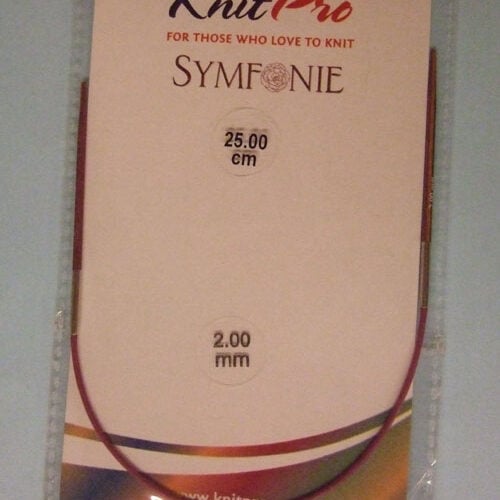 KnitPro
FOR THOSE WHO LOVE TO KNIT
SYMFONIE
25.00
cm
2.00
mm